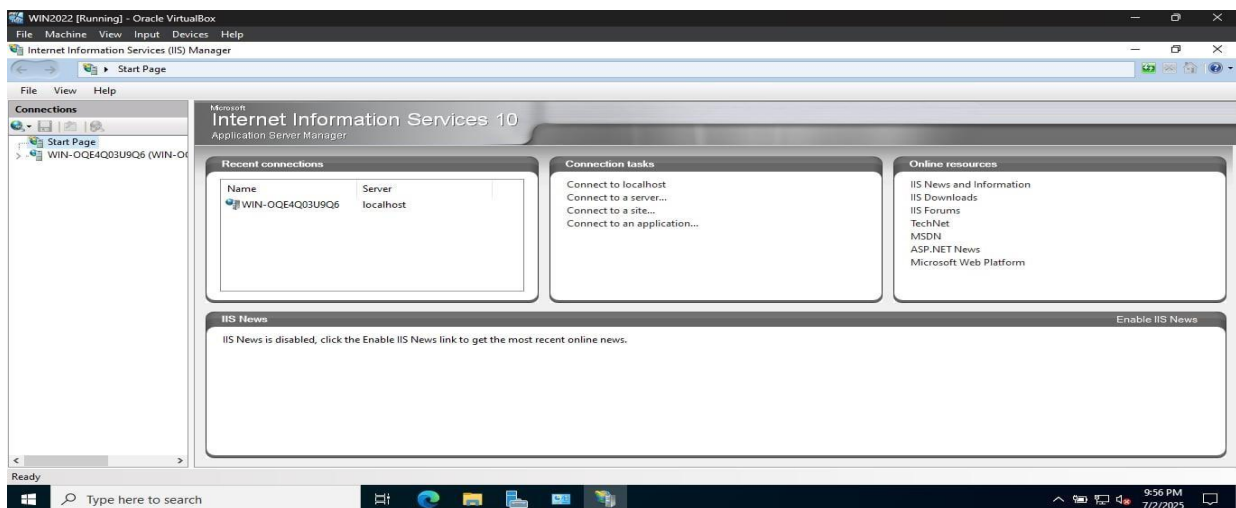 WIN2022 [Running] - Oracle VirtualBox
File Machine View Input Devices Help
Internet Information Services (IIS) Manager
Start Page
File View Help
Connections
Start Page
WIN-OQE4Q03U9Q6 (WIN-O
Microsoft
Internet Information Services 10
Application Server Manager
Recent connections
Name Server
WIN-OQE4Q03U9Q6 localhost
Connection tasks
Connect to localhost
Connect to a server...
Connect to a site...
Connect to an application...
Online resources
IIS News and Information
IIS Downloads
IIS Forums
TechNet
MSDN
ASP.NET News
Microsoft Web Platform
IIS News Enable IIS News
IIS News is disabled, click the Enable IIS News link to get the most recent online news.
Ready
Type here to search
9:56 PM
7/2/2025